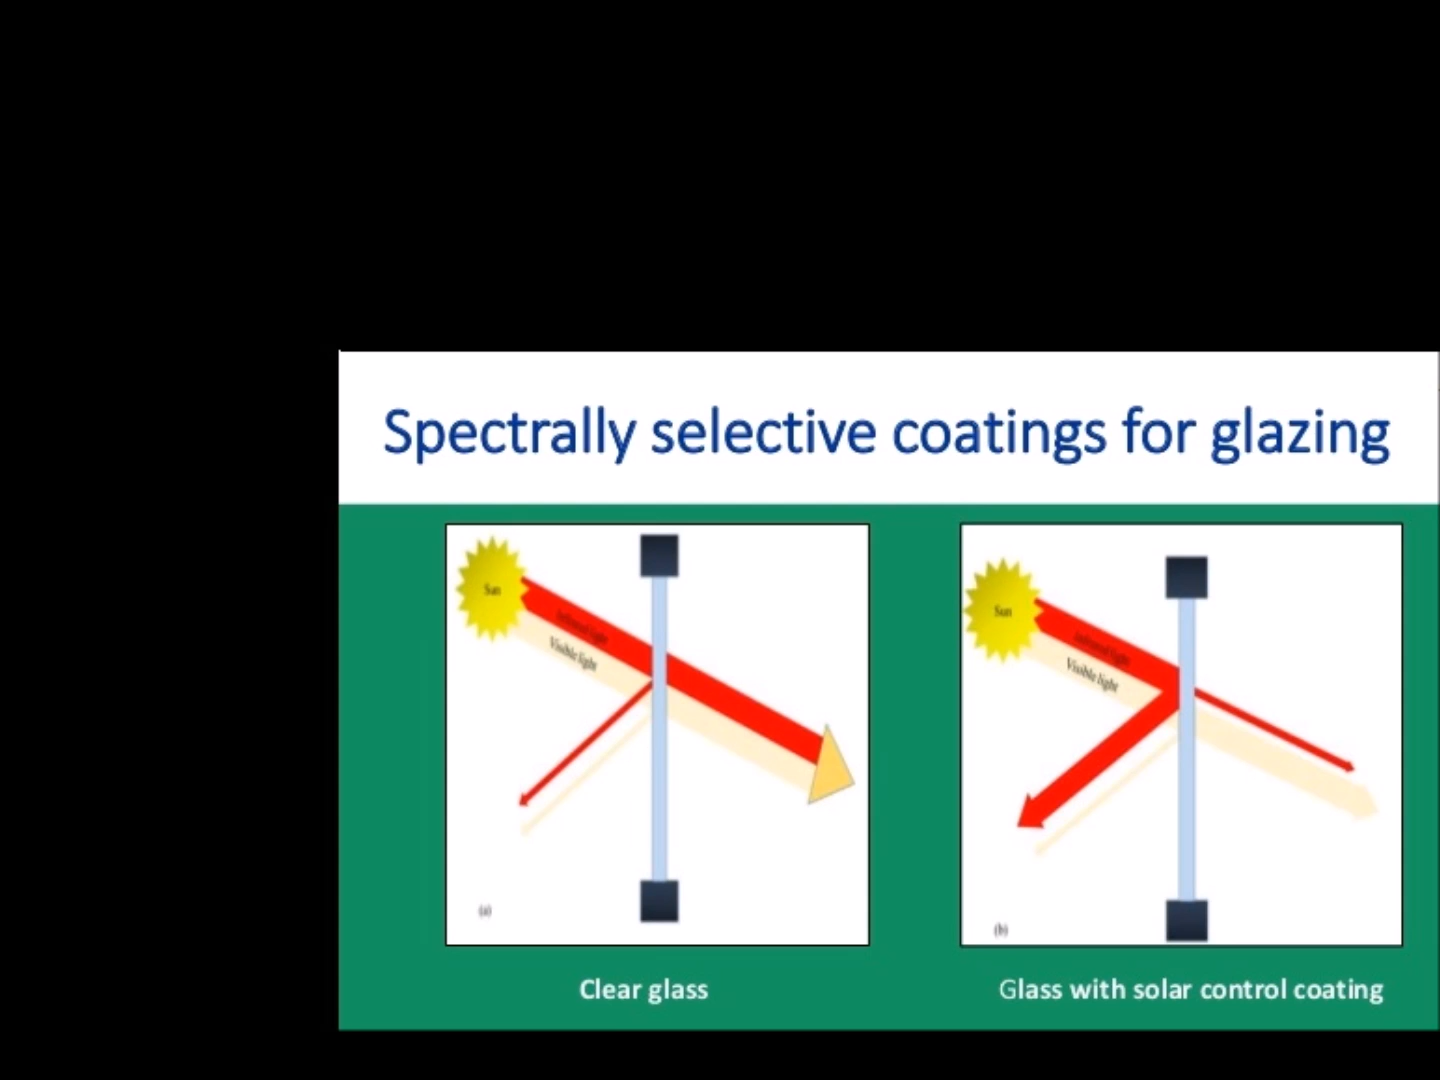 Spectrally selective coatings for glazing
Sun
Infrared light
Visible light
(a)
Clear glass
Sun
Infrared light
Visible light
(b)
Glass with solar control coating